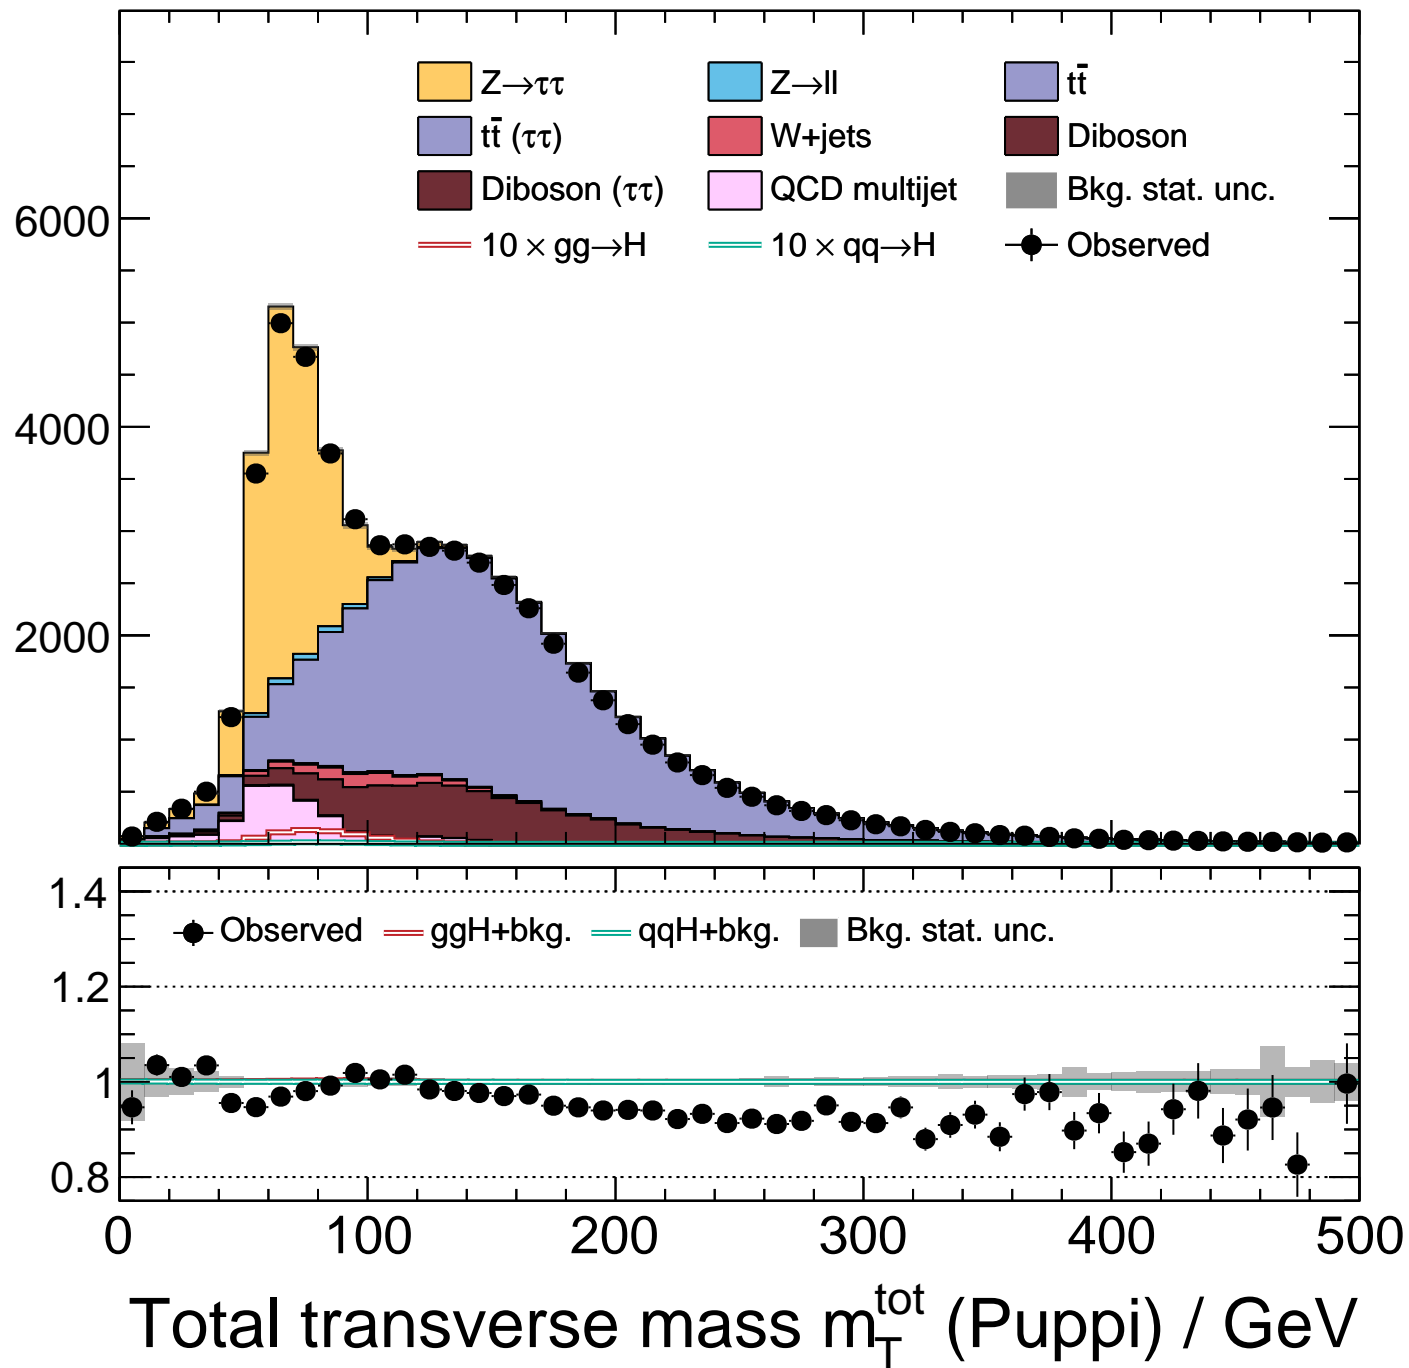 Z→ττ Z→ll tt̄
tt̄ (ττ) W+jets Diboson
Diboson (ττ) QCD multijet Bkg. stat. unc.
10 × gg→H 10 × qq→H Observed
6000
4000
2000
1.4
Observed ggH+bkg. qqH+bkg. Bkg. stat. unc.
1.2
1
0.8
0 100 200 300 400 500
Total transverse mass m_T^tot (Puppi) / GeV